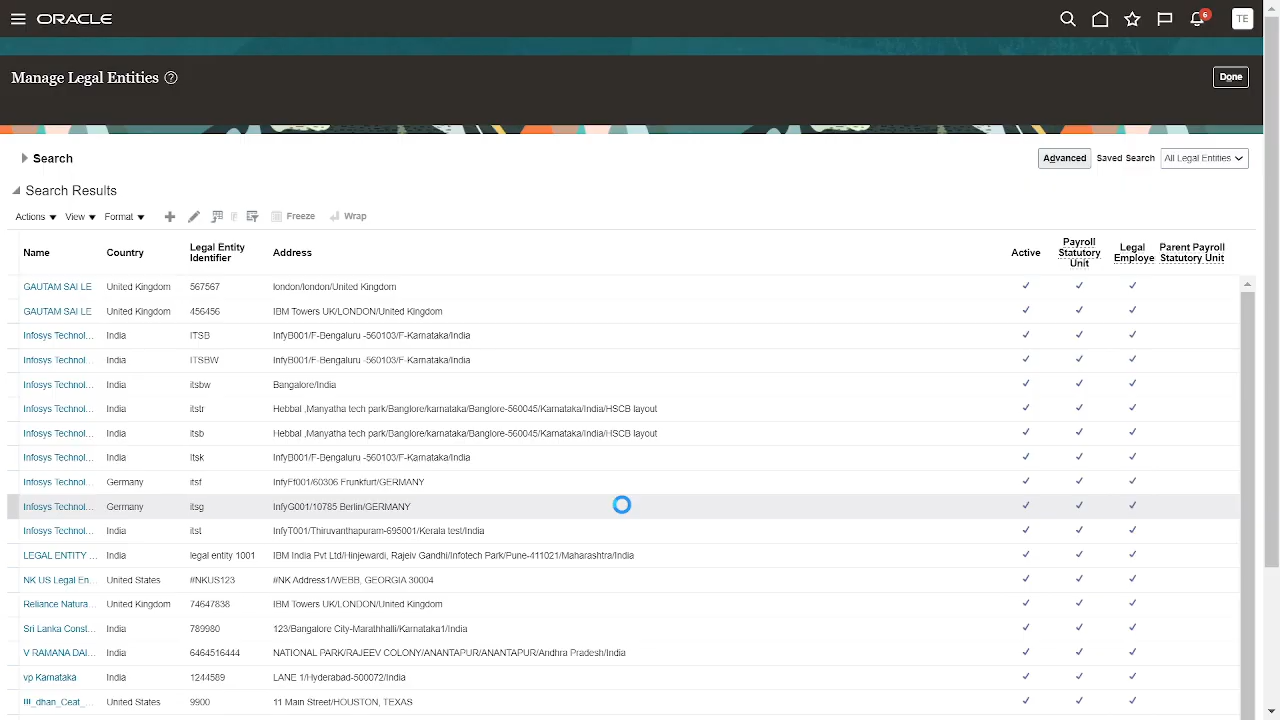 ORACLE
6
TE
Manage Legal Entities
Done
Search
Advanced Saved Search All Legal Entities
Search Results
Actions View Format Freeze Wrap
Name Country Legal Entity Identifier Address Active Payroll Statutory Unit Legal Employe Parent Payroll Statutory Unit
GAUTAM SAI LE United Kingdom 567567 london/london/United Kingdom
GAUTAM SAI LE United Kingdom 456456 IBM Towers UK/LONDON/United Kingdom
Infosys Technol... India ITSB InfyB001/F-Bengaluru -560103/F-Karnataka/India
Infosys Technol... India ITSBW InfyB001/F-Bengaluru -560103/F-Karnataka/India
Infosys Technol... India itsbw Bangalore/India
Infosys Technol... India itstr Hebbal ,Manyatha tech park/Banglore/karnataka/Banglore-560045/Karnataka/India/HSCB layout
Infosys Technol... India itsb Hebbal ,Manyatha tech park/Banglore/karnataka/Banglore-560045/Karnataka/India/HSCB layout
Infosys Technol... India Itsk InfyB001/F-Bengaluru -560103/F-Karnataka/India
Infosys Technol... Germany itsf InfyFf001/60306 Frunkfurt/GERMANY
Infosys Technol... Germany itsg InfyG001/10785 Berlin/GERMANY
Infosys Technol... India itst InfyT001/Thiruvanthapuram-695001/Kerala test/India
LEGAL ENTITY ... India legal entity 1001 IBM India Pvt Ltd/Hinjewardi, Rajeiv Gandhi/Infotech Park/Pune-411021/Maharashtra/India
NK US Legal En... United States #NKUS123 #NK Address1/WEBB, GEORGIA 30004
Reliance Natura... United Kingdom 74647838 IBM Towers UK/LONDON/United Kingdom
Sri Lanka Const... India 789980 123/Bangalore City-Marathhalli/Karnataka1/India
V RAMANA DAI... India 6464516444 NATIONAL PARK/RAJEEV COLONY/ANANTAPUR/ANANTAPUR/Andhra Pradesh/India
vp Karnataka India 1244589 LANE 1/Hyderabad-500072/India
III_dhan_Ceat_... United States 9900 11 Main Street/HOUSTON, TEXAS